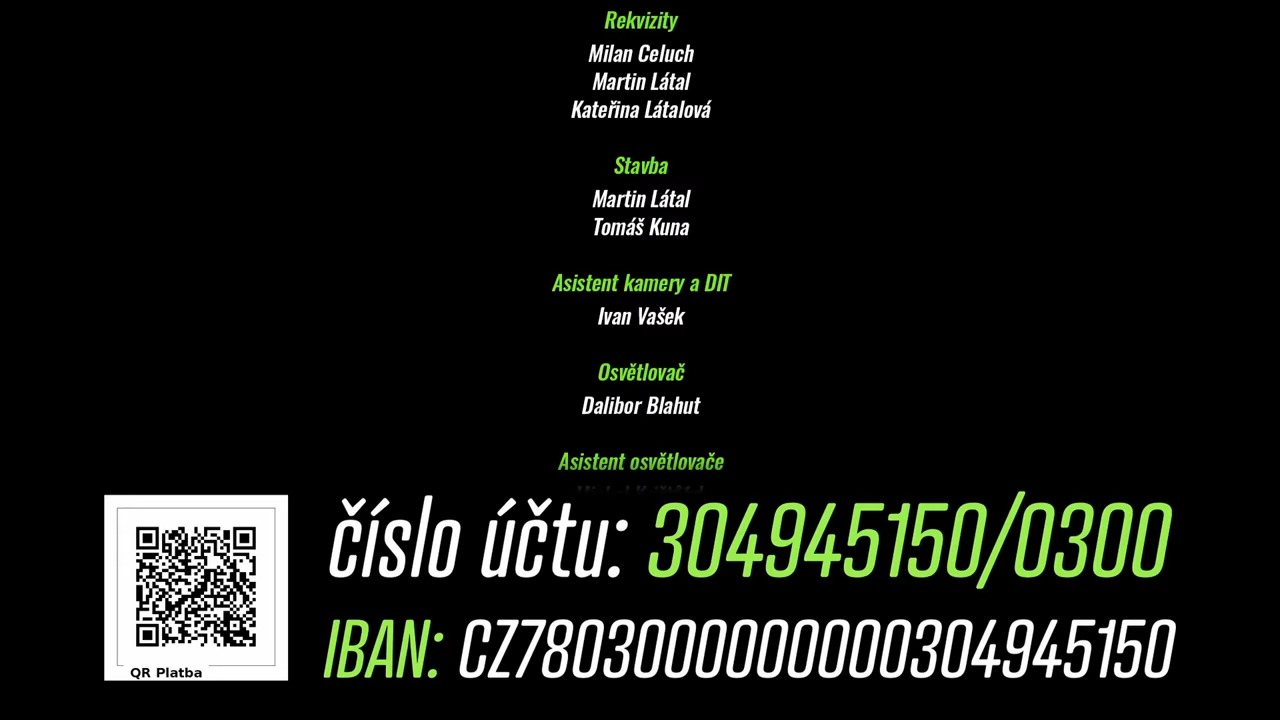 Rekvizity
Milan Celuch
Martin Látal
Kateřina Látalová
Stavba
Martin Látal
Tomáš Kuna
Asistent kamery a DIT
Ivan Vašek
Osvětlovač
Dalibor Blahut
Asistent osvětlovače
číslo účtu: 304945150/0300
IBAN: CZ7803000000000304945150
QR Platba